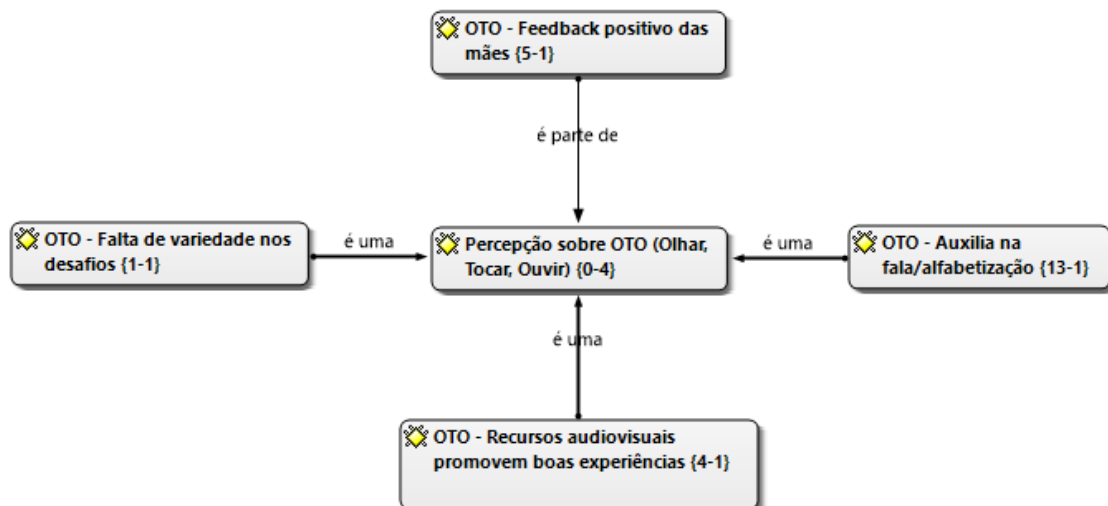 OTO - Feedback positivo das
mães {5-1}
é parte de
OTO - Falta de variedade nos
desafios {1-1}
é uma
Percepção sobre OTO (Olhar,
Tocar, Ouvir) {0-4}
é uma
OTO - Auxilia na
fala/alfabetização {13-1}
é uma
OTO - Recursos audiovisuais
promovem boas experiências {4-1}